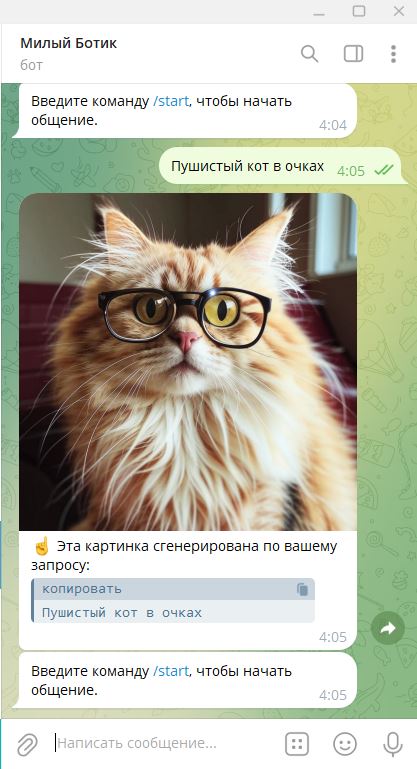 Милый Ботик
бот
Введите команду /start, чтобы начать
общение.
4:04
Пушистый кот в очках 4:05
☝ Эта картинка сгенерирована по вашему
запросу:
копировать
Пушистый кот в очках
4:05
Введите команду /start, чтобы начать
общение.
4:05
Написать сообщение...